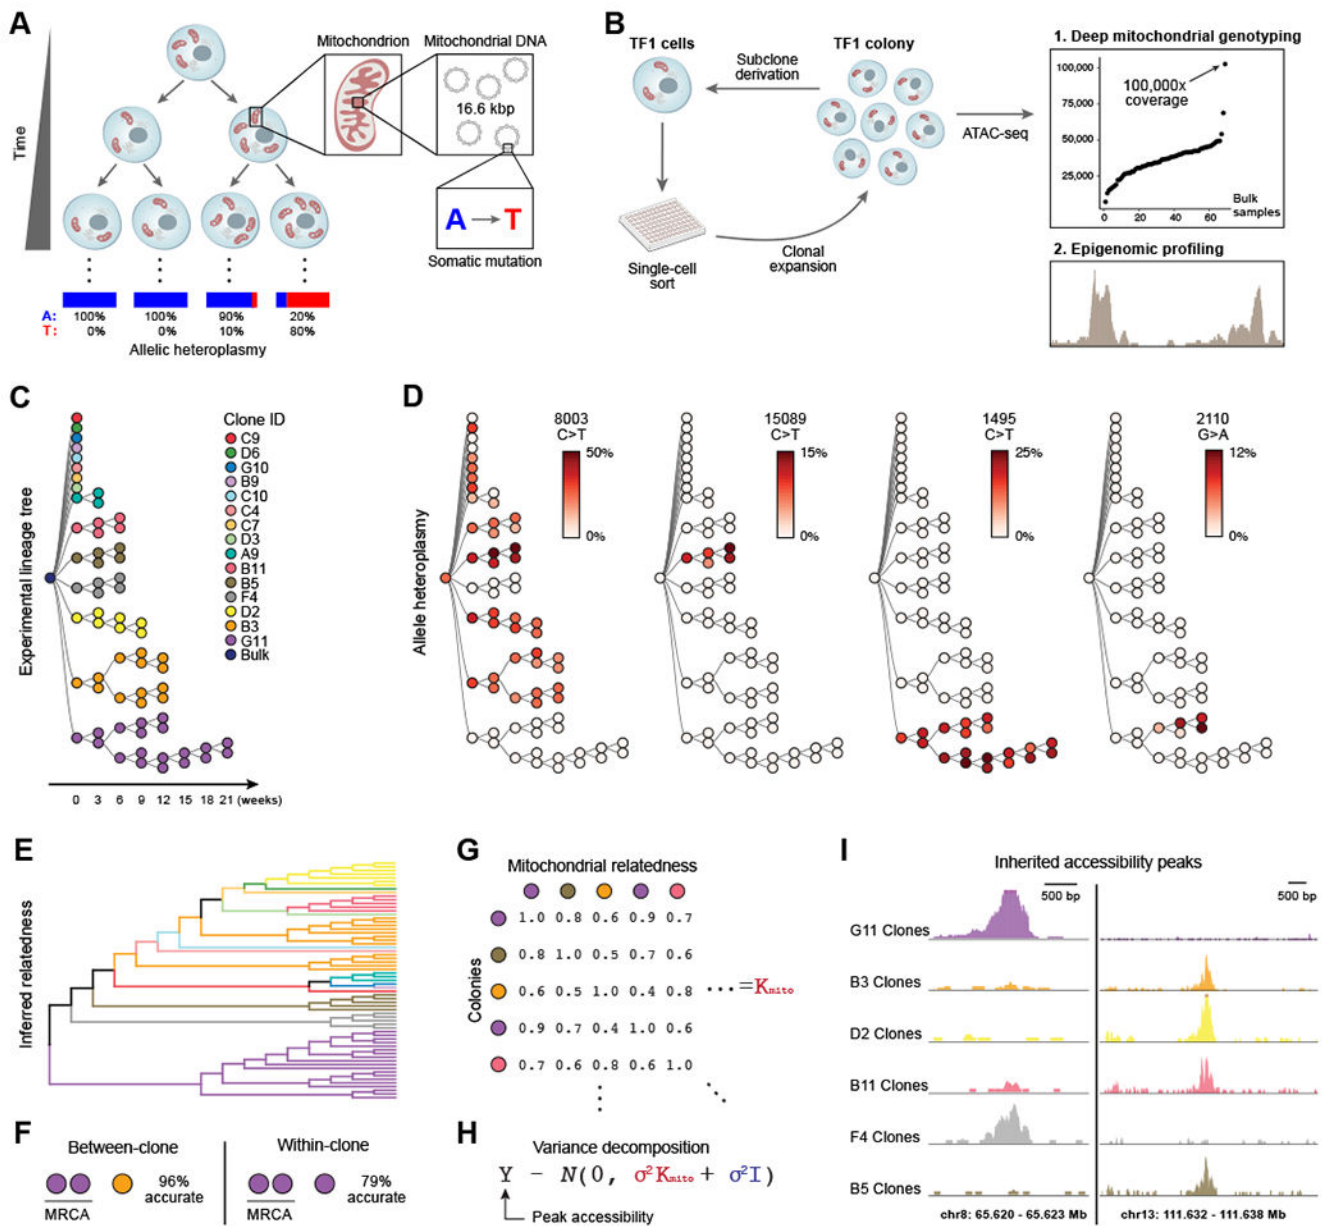 A
Time
Mitochondrion
Mitochondrial DNA
16.6 kbp
A → T
Somatic mutation
A: 100% 100% 90% 20%
T: 0% 0% 10% 80%
Allelic heteroplasmy
B
TF1 cells
Subclone
derivation
TF1 colony
ATAC-seq
Single-cell
sort
Clonal
expansion
1. Deep mitochondrial genotyping
100,000
75,000
50,000
25,000
100,000x
coverage
0 20 40 60
Bulk
samples
2. Epigenomic profiling
C
Experimental lineage tree
Clone ID
C9
D6
G10
B9
C10
C4
C7
D3
A9
B11
B5
F4
D2
B3
G11
Bulk
0 3 6 9 12 15 18 21 (weeks)
D
Allele heteroplasmy
8003
C>T
50%
0%
15089
C>T
15%
0%
1495
C>T
25%
0%
2110
G>A
12%
0%
E
Inferred relatedness
F
Between-clone
MRCA
96%
accurate
Within-clone
MRCA
79%
accurate
G
Mitochondrial relatedness
Colonies
1.0 0.8 0.6 0.9 0.7
0.8 1.0 0.5 0.7 0.6
0.6 0.5 1.0 0.4 0.8 ··· =Kmito
0.9 0.7 0.4 1.0 0.6
0.7 0.6 0.8 0.6 1.0
H
Variance decomposition
Y – N(0, σ²Kmito + σ²I)
Peak accessibility
I
Inherited accessibility peaks
500 bp
500 bp
G11 Clones
B3 Clones
D2 Clones
B11 Clones
F4 Clones
B5 Clones
chr8: 65.620 - 65.623 Mb
chr13: 111.632 - 111.638 Mb